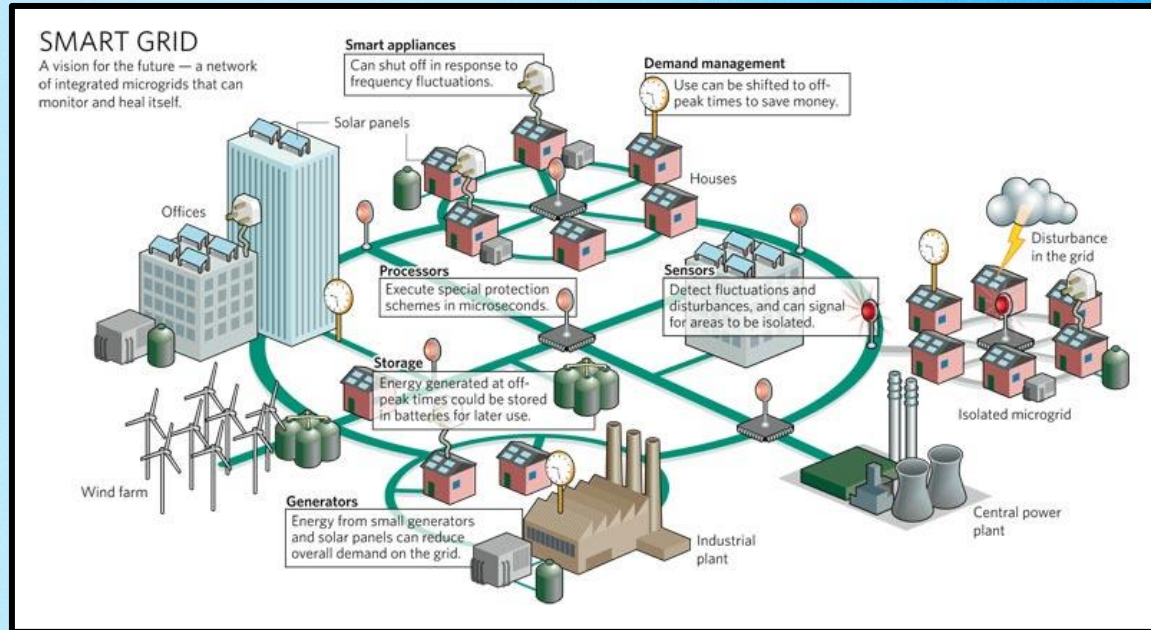 SMART GRID
A vision for the future — a network
of integrated microgrids that can
monitor and heal itself.
Smart appliances
Can shut off in response to
frequency fluctuations.
Demand management
Use can be shifted to off-
peak times to save money.
Solar panels
Houses
Offices
Disturbance
in the grid
Processors
Execute special protection
schemes in microseconds.
Sensors
Detect fluctuations and
disturbances, and can signal
for areas to be isolated.
Storage
Energy generated at off-
peak times could be stored
in batteries for later use.
Isolated microgrid
Wind farm
Generators
Energy from small generators
and solar panels can reduce
overall demand on the grid.
Industrial
plant
Central power
plant